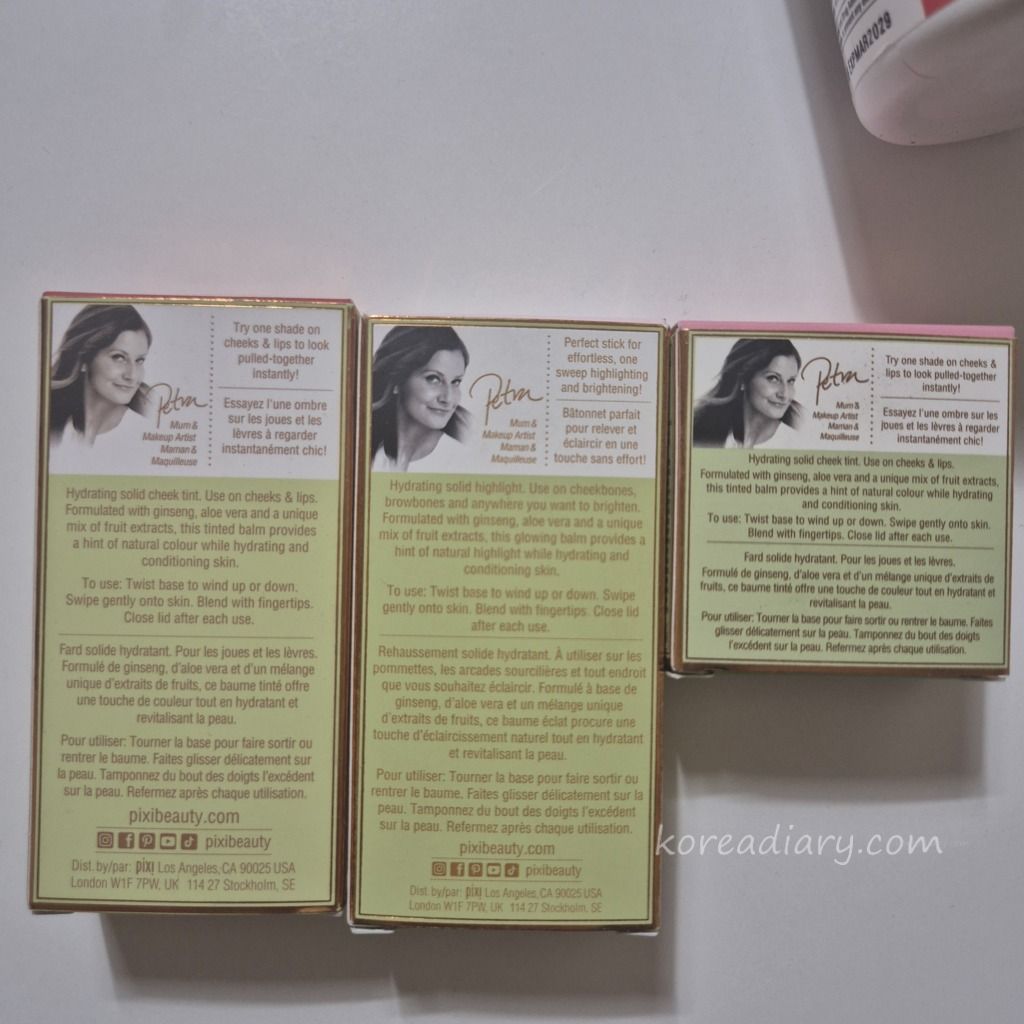 EXPMAR2029
Try one shade on
cheeks & lips to look
pulled-together
instantly!
Essayez l'une ombre
sur les joues et les
lèvres à regarder
instantanément chic!
Petra
Mum &
Makeup Artist
Maman &
Maquilleuse
Hydrating solid cheek tint. Use on cheeks & lips.
Formulated with ginseng, aloe vera and a unique
mix of fruit extracts, this tinted balm provides
a hint of natural colour while hydrating and
conditioning skin.
To use: Twist base to wind up or down.
Swipe gently onto skin. Blend with fingertips.
Close lid after each use.
Fard solide hydratant. Pour les joues et les lèvres.
Formulé de ginseng, d'aloe vera et d'un mélange
unique d'extraits de fruits, ce baume tinté offre
une touche de couleur tout en hydratant et
revitalisant la peau.
Pour utiliser: Tourner la base pour faire sortir ou
rentrer le baume. Faites glisser délicatement sur
la peau. Tamponnez du bout des doigts l'excédent
sur la peau. Refermez après chaque utilisation.
pixibeauty.com
pixibeauty
Dist. by/par: pixi Los Angeles, CA 90025 USA
London W1F 7PW, UK 114 27 Stockholm, SE
Perfect stick for
effortless, one
sweep highlighting
and brightening!
Bâtonnet parfait
pour relever et
éclaircir en une
touche sans effort!
Petra
Mum &
Makeup Artist
Maman &
Maquilleuse
Hydrating solid highlight. Use on cheekbones,
browbones and anywhere you want to brighten.
Formulated with ginseng, aloe vera and a unique
mix of fruit extracts, this glowing balm provides a
hint of natural highlight while hydrating and
conditioning skin.
To use: Twist base to wind up or down. Swipe
gently onto skin. Blend with fingertips. Close lid
after each use.
Rehaussement solide hydratant. À utiliser sur les
pommettes, les arcades sourcilières et tout endroit
que vous souhaitez éclaircir. Formulé à base de
ginseng, d'aloe vera et un mélange unique
d'extraits de fruits, ce baume éclat procure une
touche d'éclaircissement naturel tout en hydratant
et revitalisant la peau.
Pour utiliser: Tourner la base pour faire sortir ou
rentrer le baume. Faites glisser délicatement sur la
peau. Tamponnez du bout des doigts l'excédent
sur la peau. Refermez après chaque utilisation.
pixibeauty.com
pixibeauty
Dist. by/par: pixi Los Angeles, CA 90025 USA
London W1F 7PW, UK 114 27 Stockholm, SE
Try one shade on cheeks &
lips to look pulled-together
instantly!
Essayez l'une ombre sur les
joues et les lèvres à regarder
instantanément chic!
Petra
Mum &
Makeup Artist
Maman &
Maquilleuse
Hydrating solid cheek tint. Use on cheeks & lips.
Formulated with ginseng, aloe vera and a unique mix of fruit extracts,
this tinted balm provides a hint of natural colour while hydrating
and conditioning skin.
To use: Twist base to wind up or down. Swipe gently onto skin.
Blend with fingertips. Close lid after each use.
Fard solide hydratant. Pour les joues et les lèvres.
Formulé de ginseng, d'aloe vera et d'un mélange unique d'extraits de
fruits, ce baume tinté offre une touche de couleur tout en hydratant et
revitalisant la peau.
Pour utiliser: Tourner la base pour faire sortir ou rentrer le baume. Faites
glisser délicatement sur la peau. Tamponnez du bout des doigts
l'excédent sur la peau. Refermez après chaque utilisation.
koreadiary.com